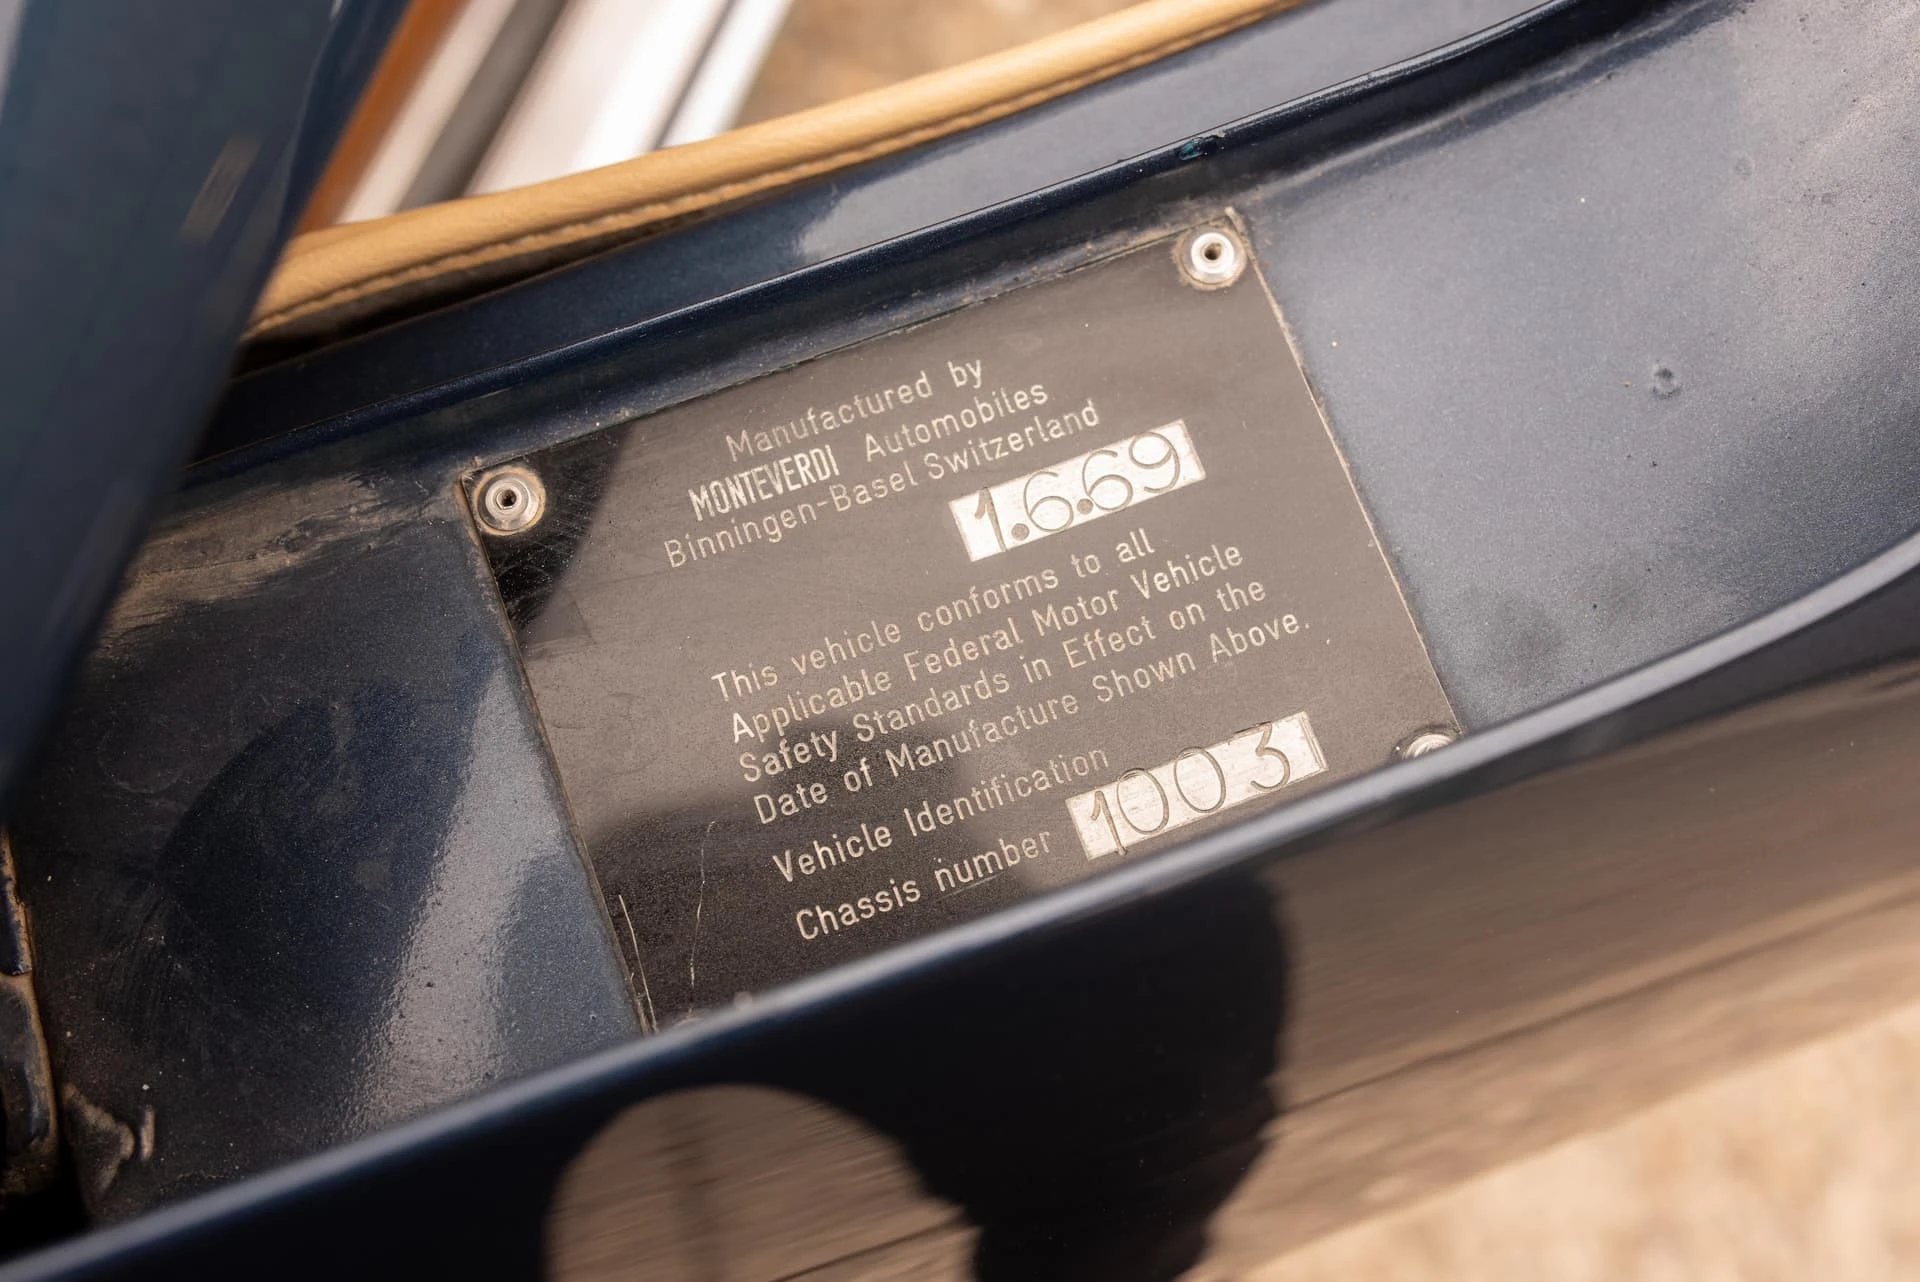 Manufactured by
MONTEVERDI Automobiles
Binningen-Basel Switzerland
1.6.69
This vehicle conforms to all
Applicable Federal Motor Vehicle
Safety Standards in Effect on the
Date of Manufacture Shown Above.
Vehicle Identification
Chassis number 1003